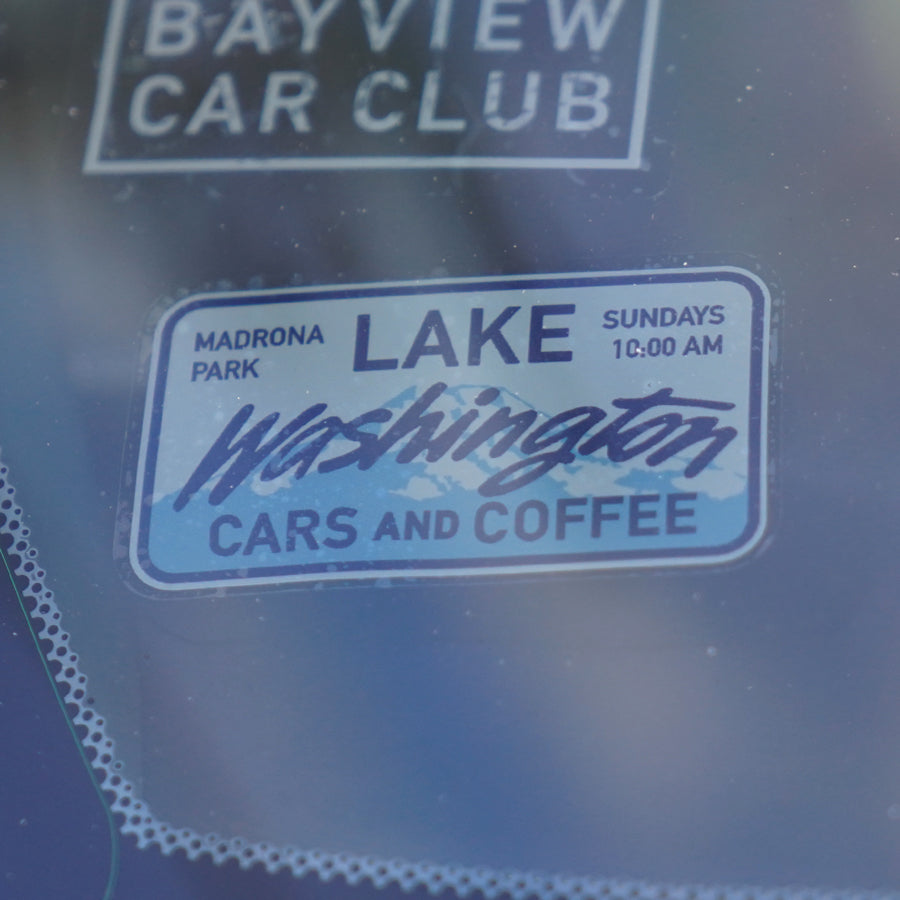 BAYVIEW
CAR CLUB
MADRONA
PARK
LAKE
SUNDAYS
10:00 AM
Washington
CARS AND COFFEE